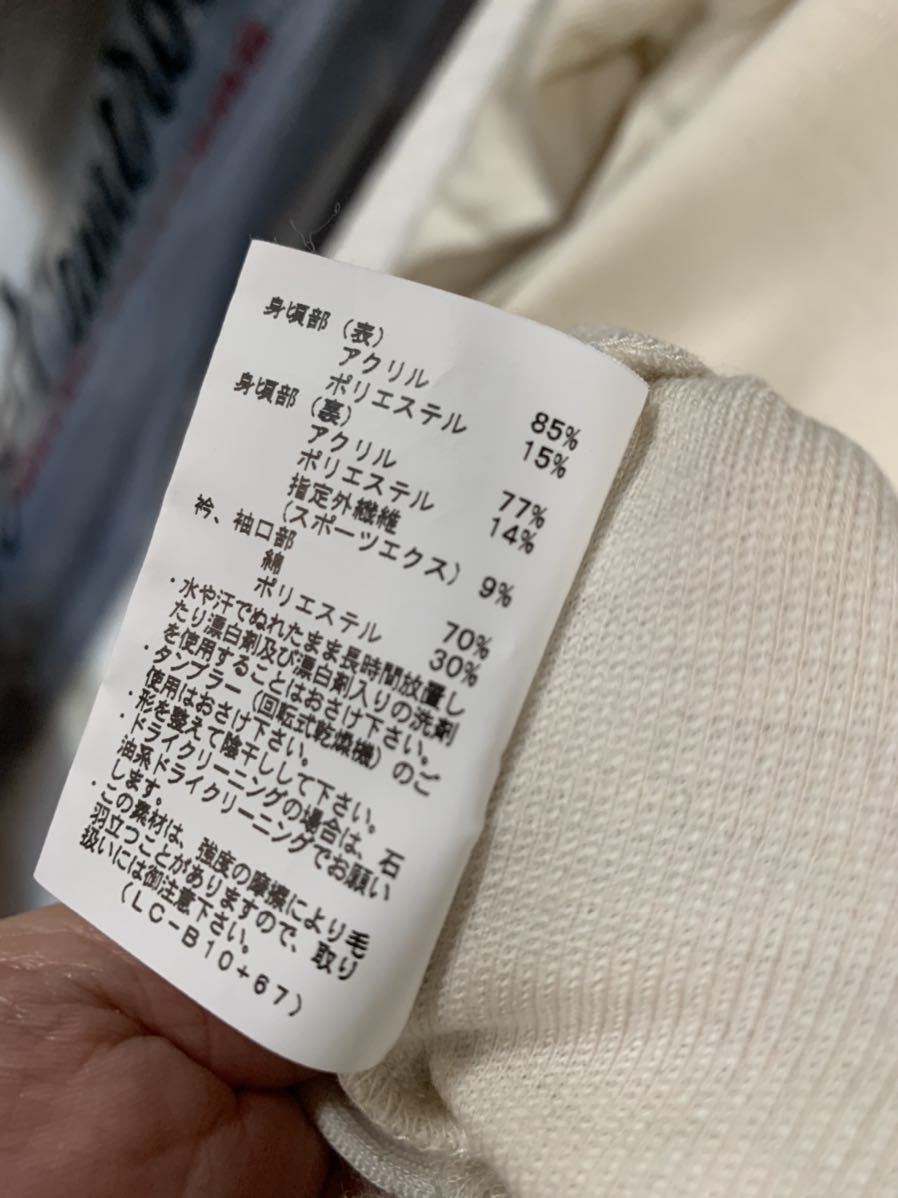 身頃部（表）
アクリル 85%
ポリエステル 15%
身頃部（裏）
アクリル 77%
ポリエステル 14%
指定外繊維
（スポーツエクス） 9%
衿、袖口部
綿 70%
ポリエステル 30%
・水や汗でぬれたまま長時間放置し
たり漂白剤及び漂白剤入りの洗剤
を使用することはおさけ下さい。
・タンブラー（回転式乾燥機）のご
使用はおさけ下さい。
・形を整えて陰干しして下さい。
・ドライクリーニングの場合は、石
油系ドライクリーニングでお願い
します。
・この素材は、強度の摩擦により毛
羽立つことがありますので、取り
扱いには御注意下さい。
（LC−B10+67）